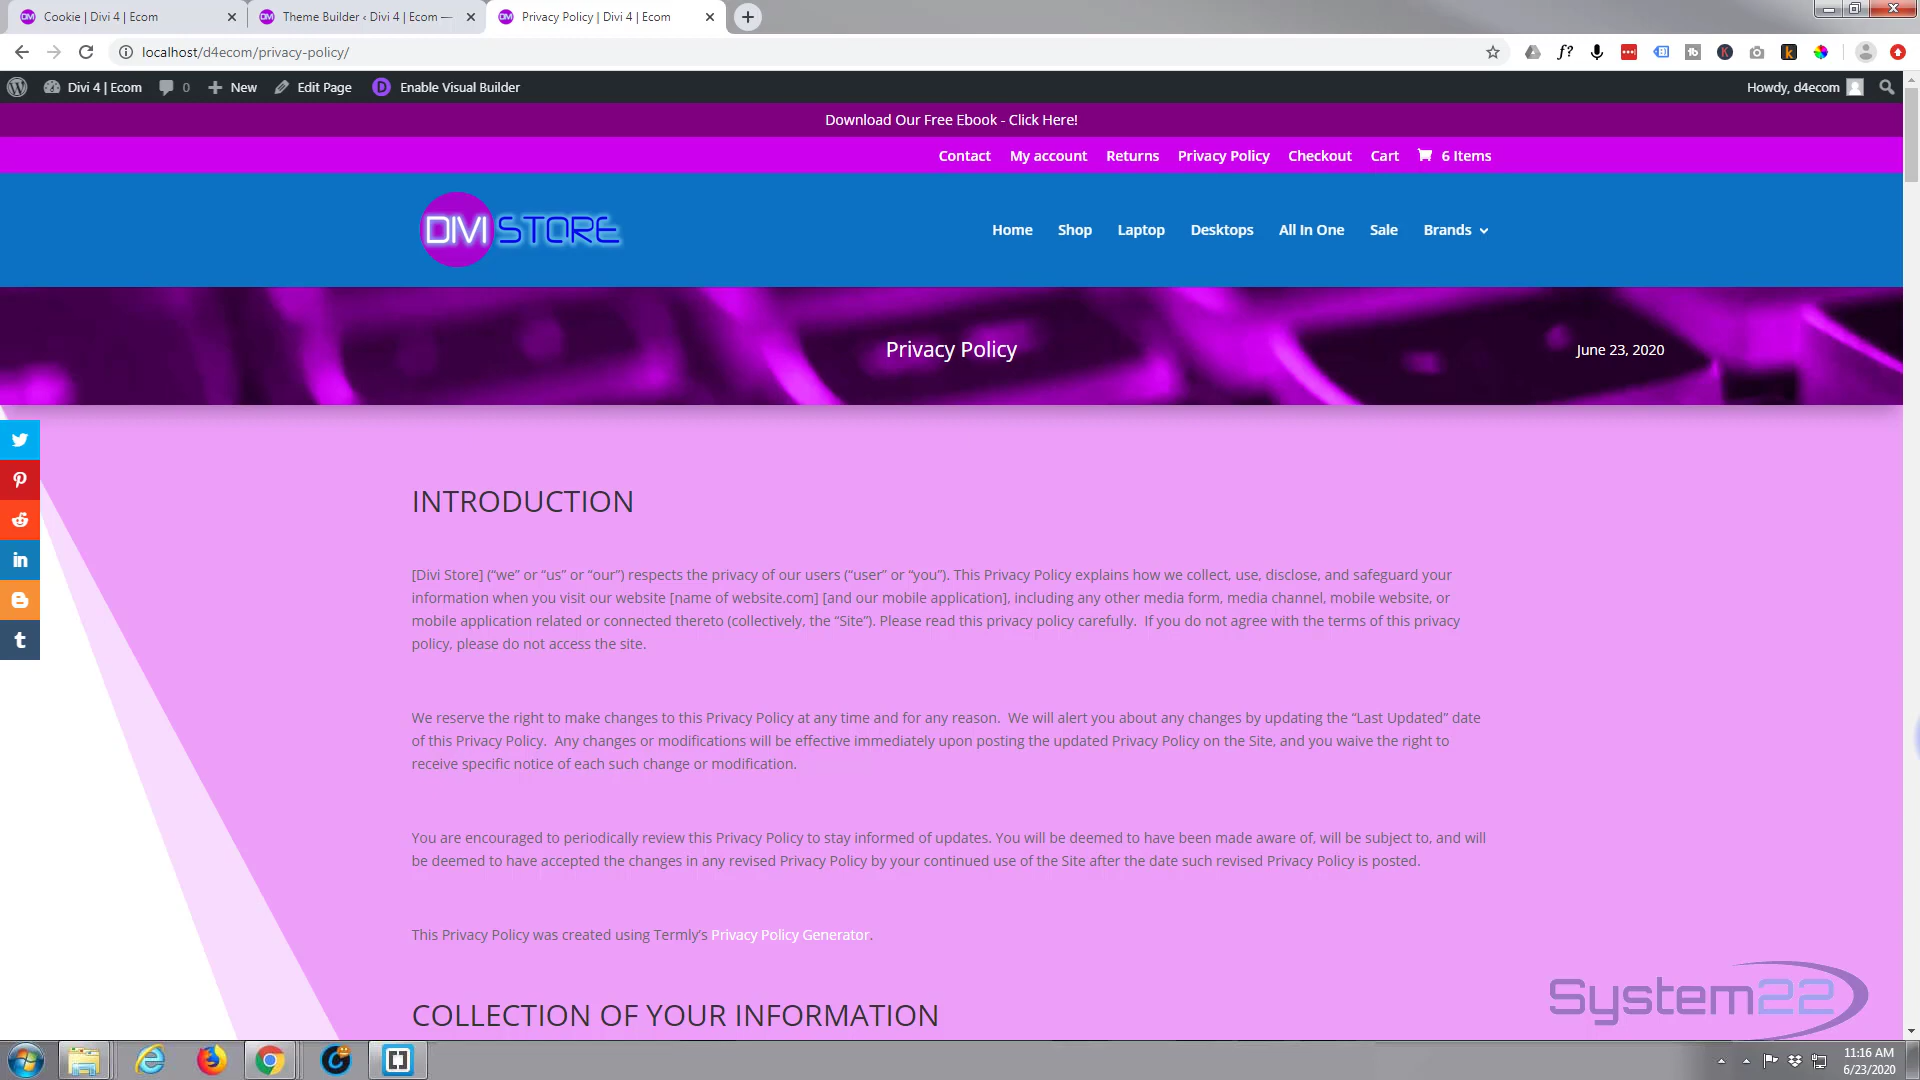 Cookie | Divi 4 | Ecom
Theme Builder ‹ Divi 4 | Ecom —
Privacy Policy | Divi 4 | Ecom
localhost/d4ecom/privacy-policy/
Divi 4 | Ecom
0
New
Edit Page
Enable Visual Builder
Howdy, d4ecom
Download Our Free Ebook - Click Here!
Contact My account Returns Privacy Policy Checkout Cart 6 Items
DIVI STORE
Home Shop Laptop Desktops All In One Sale Brands
Privacy Policy
June 23, 2020
INTRODUCTION
[Divi Store] (“we” or “us” or “our”) respects the privacy of our users (“user” or “you”). This Privacy Policy explains how we collect, use, disclose, and safeguard your
information when you visit our website [name of website.com] [and our mobile application], including any other media form, media channel, mobile website, or
mobile application related or connected thereto (collectively, the “Site”). Please read this privacy policy carefully.  If you do not agree with the terms of this privacy
policy, please do not access the site.
We reserve the right to make changes to this Privacy Policy at any time and for any reason.  We will alert you about any changes by updating the “Last Updated” date
of this Privacy Policy.  Any changes or modifications will be effective immediately upon posting the updated Privacy Policy on the Site, and you waive the right to
receive specific notice of each such change or modification.
You are encouraged to periodically review this Privacy Policy to stay informed of updates. You will be deemed to have been made aware of, will be subject to, and will
be deemed to have accepted the changes in any revised Privacy Policy by your continued use of the Site after the date such revised Privacy Policy is posted.
This Privacy Policy was created using Termly’s Privacy Policy Generator.
COLLECTION OF YOUR INFORMATION
System22
11:16 AM
6/23/2020